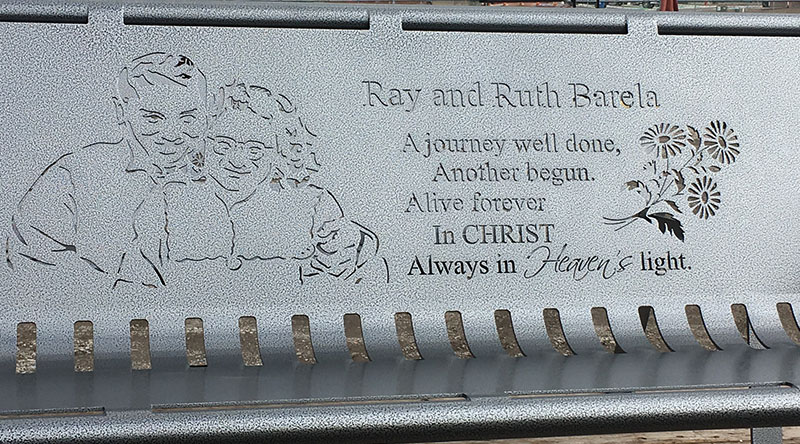 Ray and Ruth Barela
A journey well done,
Another begun.
Alive forever
In CHRIST
Always in Heaven's light.